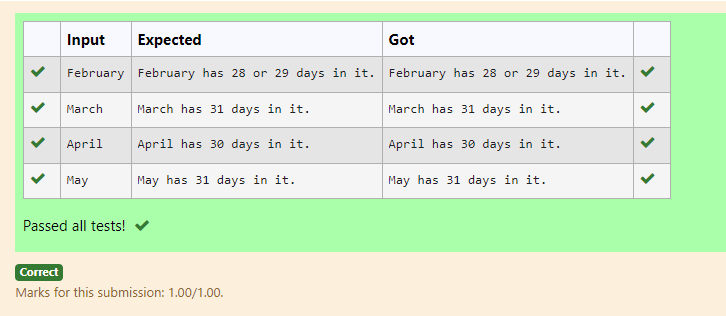 Input Expected Got
February February has 28 or 29 days in it. February has 28 or 29 days in it.
March March has 31 days in it. March has 31 days in it.
April April has 30 days in it. April has 30 days in it.
May May has 31 days in it. May has 31 days in it.
Passed all tests!
Correct
Marks for this submission: 1.00/1.00.